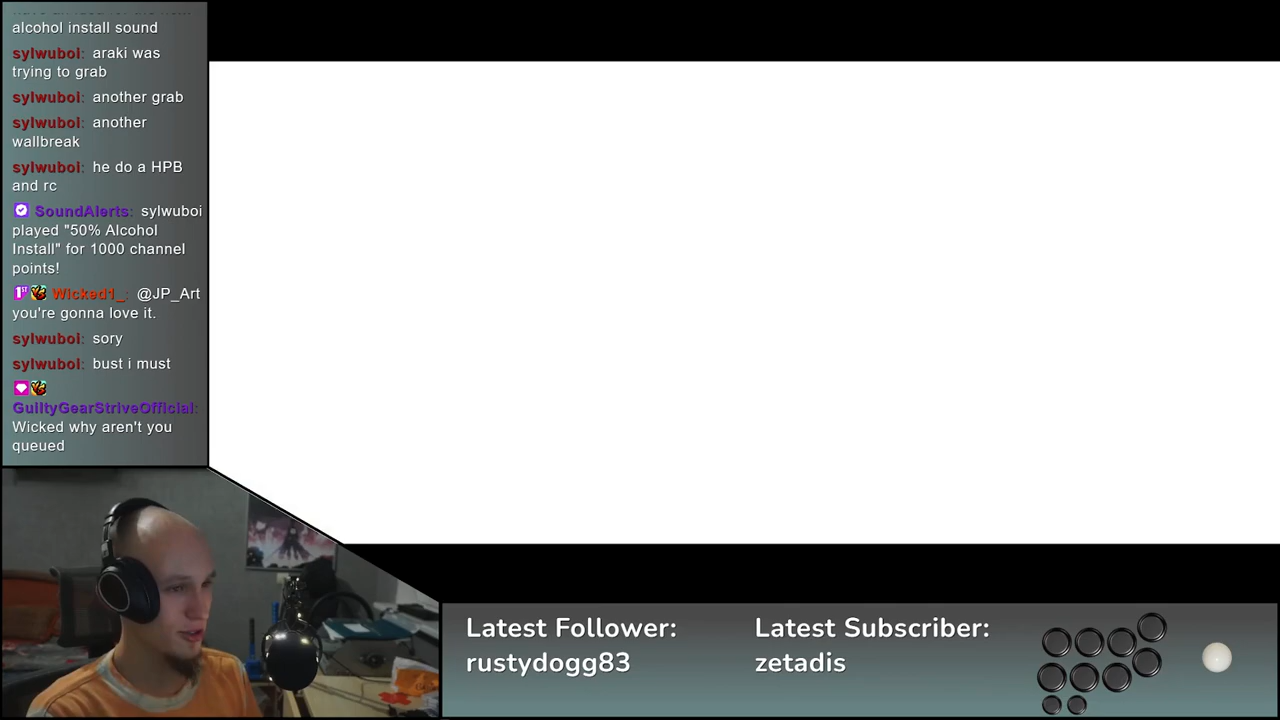 alcohol install sound
sylwuboi: araki was
trying to grab
sylwuboi: another grab
sylwuboi: another
wallbreak
sylwuboi: he do a HPB
and rc
SoundAlerts: sylwuboi
played "50% Alcohol
Install" for 1000 channel
points!
Wicked1_: @JP_Art
you're gonna love it.
sylwuboi: sory
sylwuboi: bust i must
GuiltyGearStriveOfficial:
Wicked why aren't you
queued
Latest Follower:
rustydogg83
Latest Subscriber:
zetadis